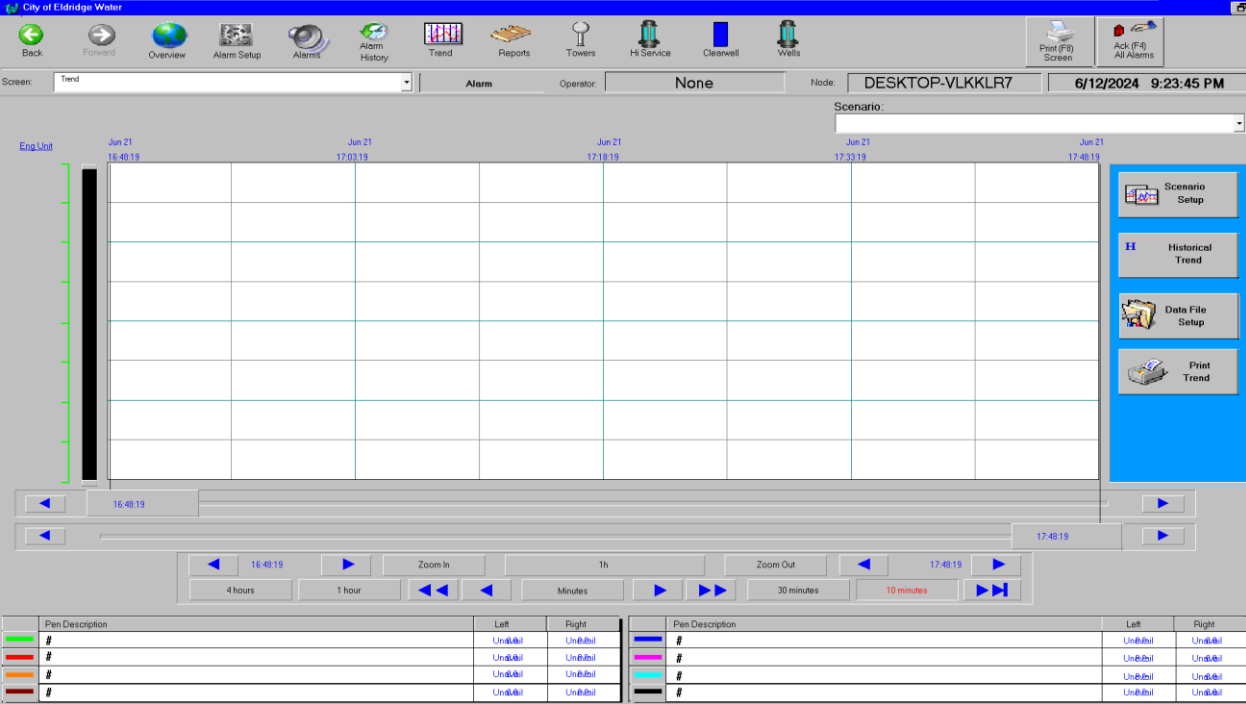 City of Eldridge Water
Back
Forward
Overview
Alarm Setup
Alarms
Alarm
History
Trend
Reports
Towers
Hi Service
Clearwell
Wells
Print (F8)
Screen
Ack (F4)
All Alarms
Screen:
Trend
Alarm
Operator:
None
Node:
DESKTOP-VLKKLR7
6/12/2024 9:23:45 PM
Scenario:
Eng.Unit
Jun 21
16:48:19
Jun 21
17:03:19
Jun 21
17:18:19
Jun 21
17:33:19
Jun 21
17:48:19
Scenario
Setup
H Historical
Trend
Data File
Setup
Print
Trend
16:48:19
17:48:19
16:48:19
Zoom In
1h
Zoom Out
17:48:19
4 hours
1 hour
Minutes
30 minutes
10 minutes
Pen Description Left Right
#
#
#
#
Pen Description Left Right
#
#
#
#